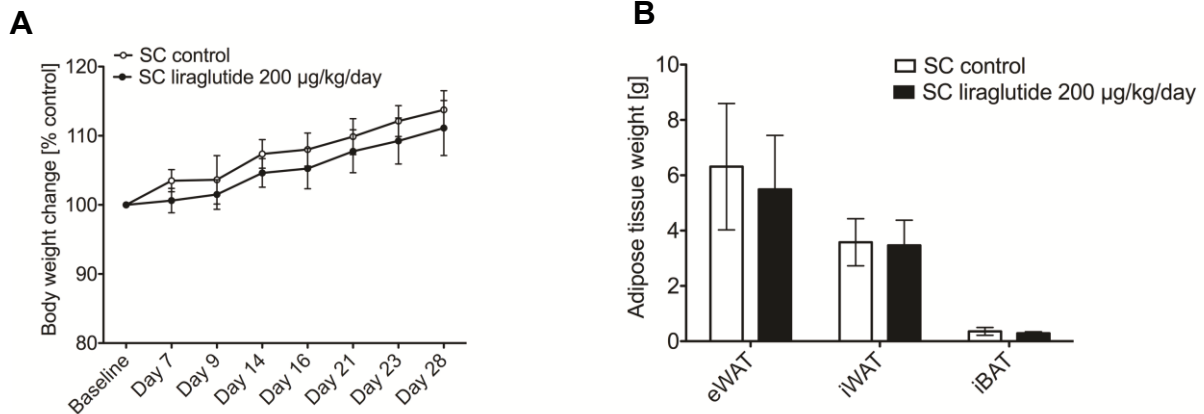 A
SC control
SC liraglutide 200 µg/kg/day
Body weight change [% control]
120
110
100
90
80
Baseline
Day 7
Day 9
Day 14
Day 16
Day 21
Day 23
Day 28
B
SC control
SC liraglutide 200 µg/kg/day
Adipose tissue weight [g]
10
8
6
4
2
0
eWAT
iWAT
iBAT